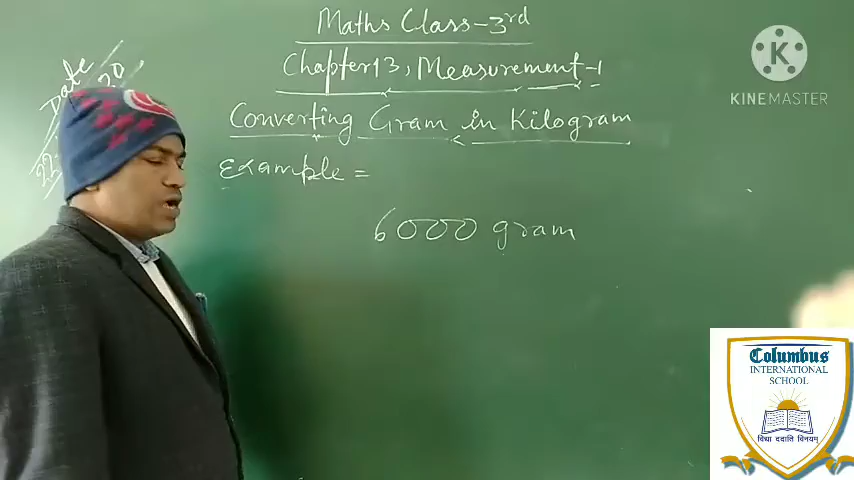 Maths Class-3rd
Chapter 13, Measurement-1
Converting Gram in Kilogram
Example =
6000 gram
Date
KINEMASTER
Columbus
INTERNATIONAL
SCHOOL
विद्या ददाति विनयम्